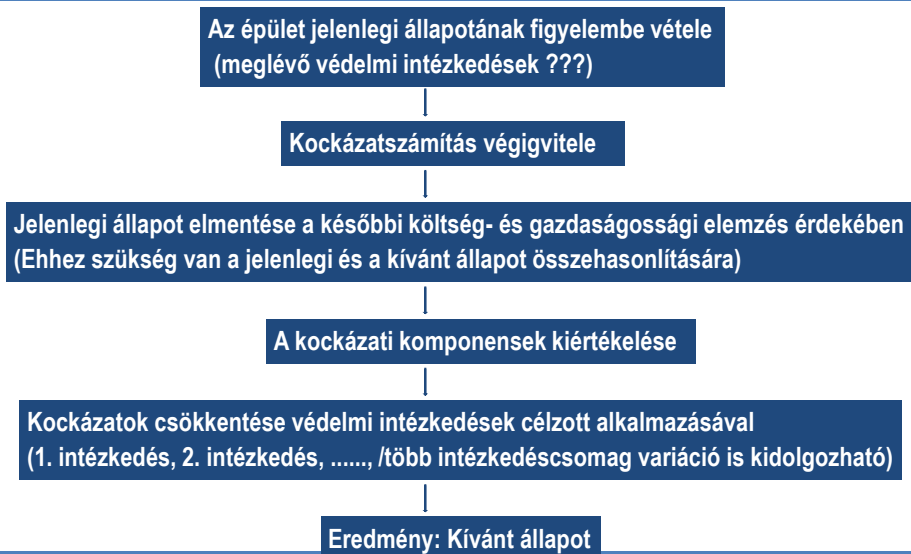 Az épület jelenlegi állapotának figyelembe vétele
(meglévő védelmi intézkedések ???)
Kockázatszámítás végigvitele
Jelenlegi állapot elmentése a későbbi költség- és gazdaságossági elemzés érdekében
(Ehhez szükség van a jelenlegi és a kívánt állapot összehasonlítására)
A kockázati komponensek kiértékelése
Kockázatok csökkentése védelmi intézkedések célzott alkalmazásával
(1. intézkedés, 2. intézkedés, ......, /több intézkedéscsomag variáció is kidolgozható)
Eredmény: Kívánt állapot